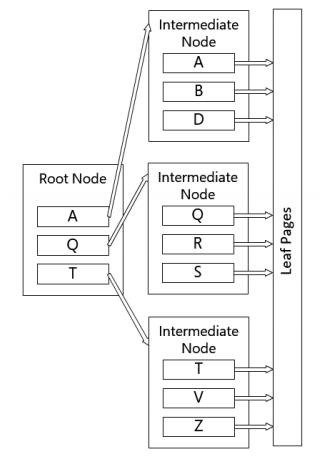 Root Node
A
Q
T
Intermediate
Node
A
B
D
Intermediate
Node
Q
R
S
Intermediate
Node
T
V
Z
Leaf Pages